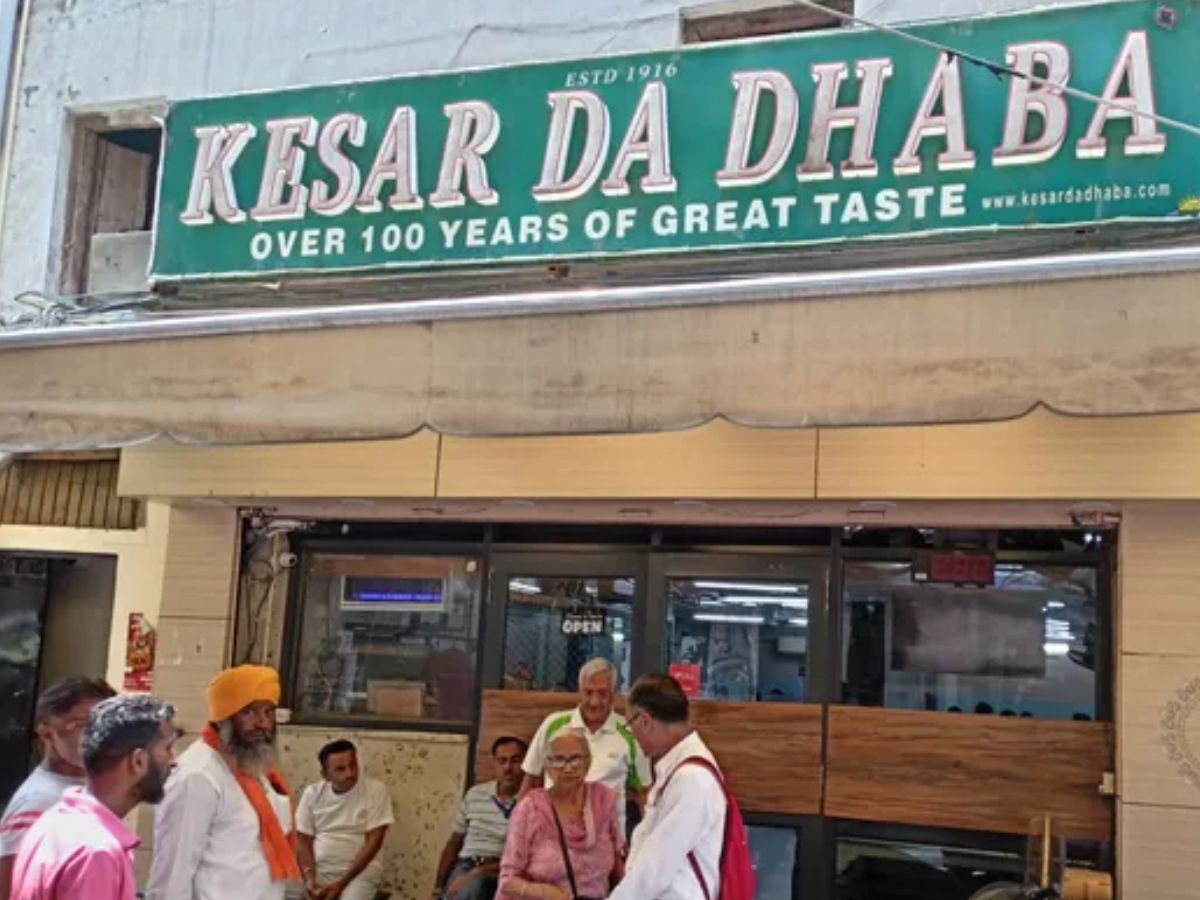 ESTD 1916
KESAR DA DHABA
OVER 100 YEARS OF GREAT TASTE
www.kesardadhaba.com
OPEN